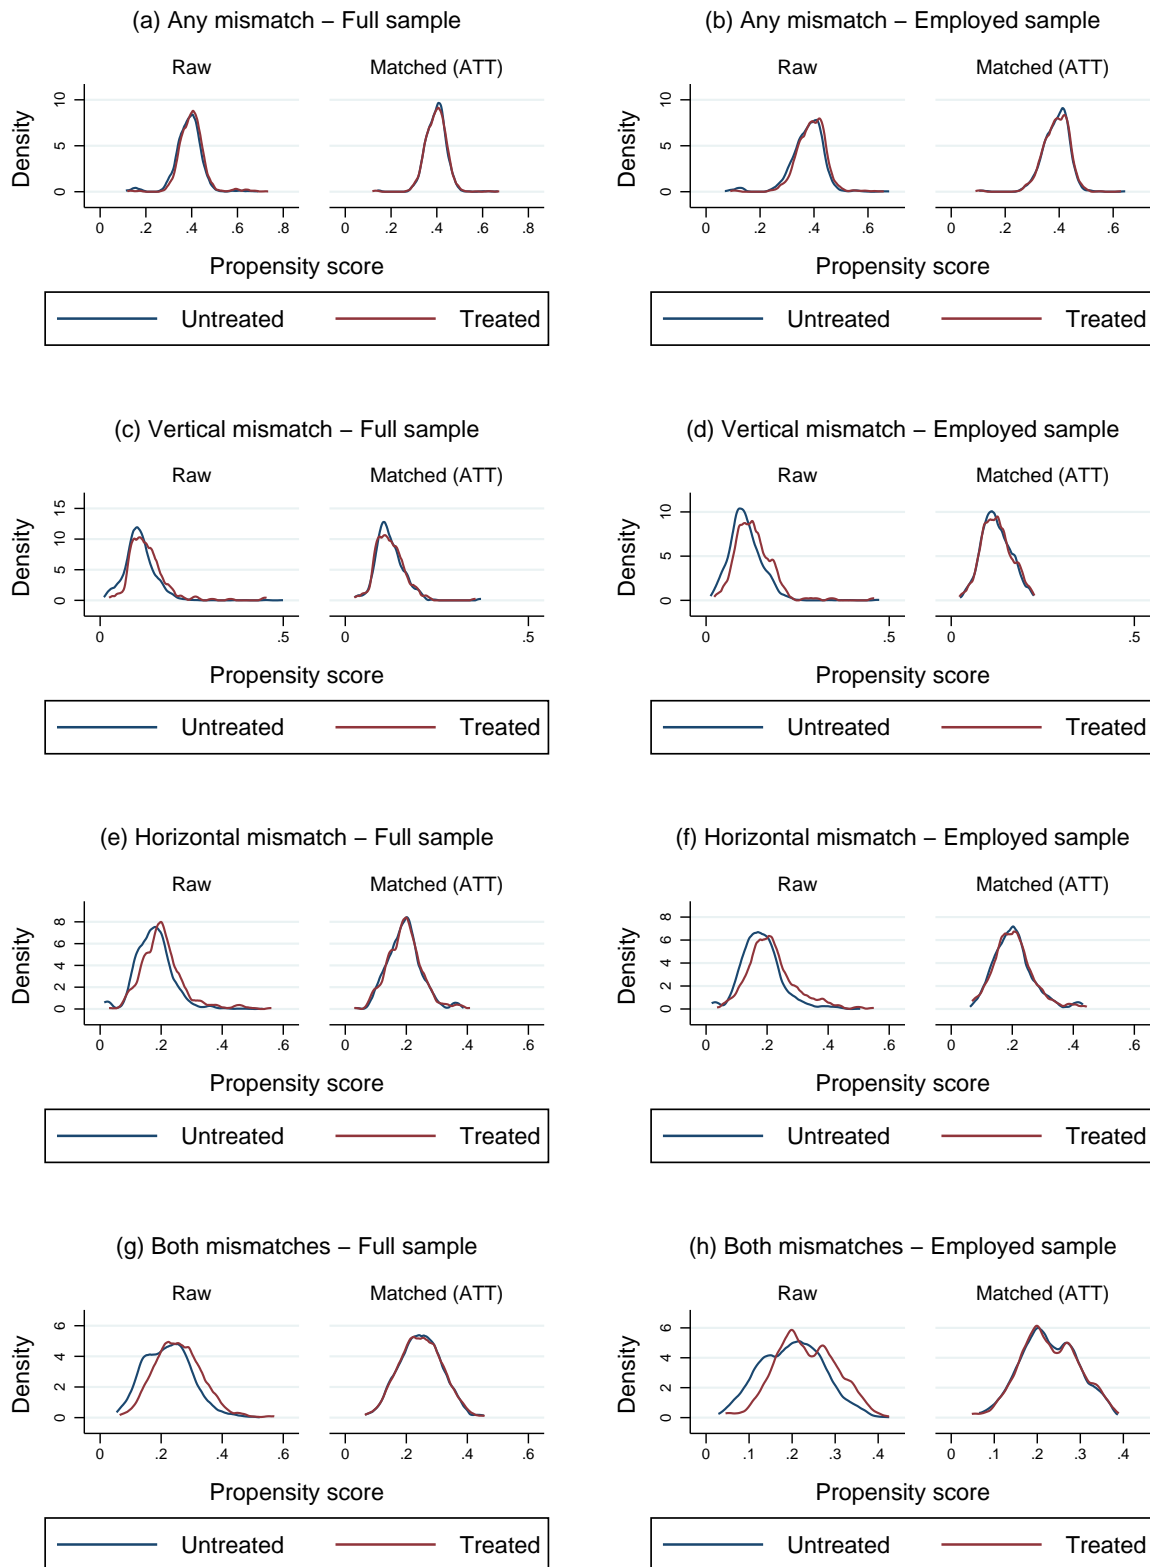 (a) Any mismatch – Full sample
Raw
Matched (ATT)
Density
0
5
10
0 .2 .4 .6 .8
0 .2 .4 .6 .8
Propensity score
Untreated Treated
(b) Any mismatch – Employed sample
Raw
Matched (ATT)
Density
0
5
10
0 .2 .4 .6
0 .2 .4 .6
Propensity score
Untreated Treated
(c) Vertical mismatch – Full sample
Raw
Matched (ATT)
Density
0
5
10
15
0 .5
0 .5
Propensity score
Untreated Treated
(d) Vertical mismatch – Employed sample
Raw
Matched (ATT)
Density
0
5
10
0 .5
0 .5
Propensity score
Untreated Treated
(e) Horizontal mismatch – Full sample
Raw
Matched (ATT)
Density
0
2
4
6
8
0 .2 .4 .6
0 .2 .4 .6
Propensity score
Untreated Treated
(f) Horizontal mismatch – Employed sample
Raw
Matched (ATT)
Density
0
2
4
6
8
0 .2 .4 .6
0 .2 .4 .6
Propensity score
Untreated Treated
(g) Both mismatches – Full sample
Raw
Matched (ATT)
Density
0
2
4
6
0 .2 .4 .6
0 .2 .4 .6
Propensity score
Untreated Treated
(h) Both mismatches – Employed sample
Raw
Matched (ATT)
Density
0
2
4
6
0 .1 .2 .3 .4
0 .1 .2 .3 .4
Propensity score
Untreated Treated